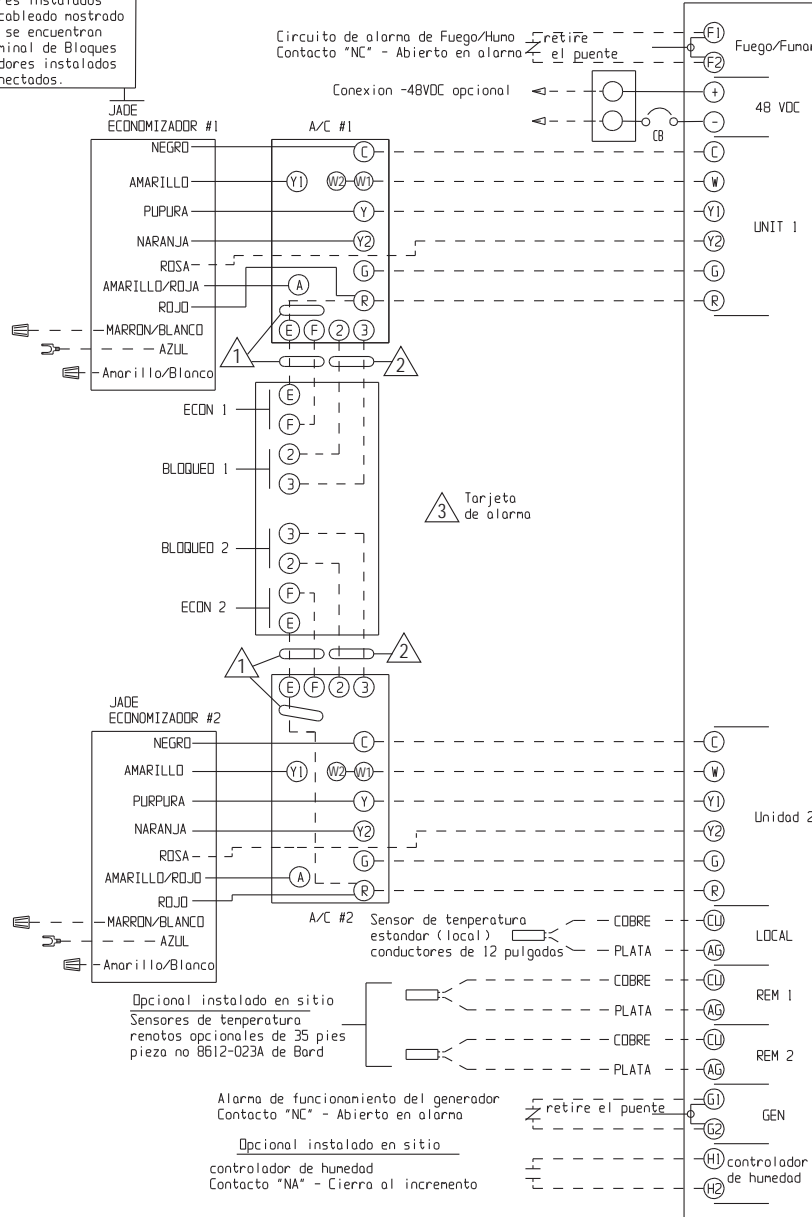 es instalados
cableado mostrado
se encuentran
minal de Bloques
dores instalados
nectados.
Circuito de alarma de Fuego/Humo
Contacto "NC" - Abierto en alarma
retire
el puente
F1
F2
Fuego/Fumar
Conexion -48VDC opcional
+
-
CB
48 VDC
JADE
ECONOMIZADOR #1
A/C #1
NEGRO
AMARILLO
PUPURA
NARANJA
ROSA
AMARILLO/ROJA
ROJO
MARRON/BLANCO
AZUL
Amarillo/Blanco
C
Y1 W2 W1
Y
Y2
G
A
R
E F 2 3
C
W
Y1
Y2
G
R
UNIT 1
1
2
ECON 1
E
F
BLOQUEO 1
2
3
3 Tarjeta
de alarma
BLOQUEO 2
3
2
ECON 2
F
E
1
2
E F 2 3
JADE
ECONOMIZADOR #2
NEGRO
AMARILLO
PURPURA
NARANJA
ROSA
AMARILLO/ROJO
ROJO
MARRON/BLANCO
AZUL
Amarillo/Blanco
C
Y1 W2 W1
Y
Y2
G
A
R
A/C #2
C
W
Y1
Y2
G
R
Unidad 2
Sensor de temperatura
estandar (local)
conductores de 12 pulgadas
COBRE
PLATA
CU
AG
LOCAL
Opcional instalado en sitio
Sensores de temperatura
remotos opcionales de 35 pies
pieza no 8612-023A de Bard
COBRE
PLATA
CU
AG
REM 1
COBRE
PLATA
CU
AG
REM 2
Alarma de funcionamiento del generador
Contacto "NC" - Abierto en alarma
retire el puente
G1
G2
GEN
Opcional instalado en sitio
controlador de humedad
Contacto "NA" - Cierra al incremento
H1
H2
controlador
de humedad